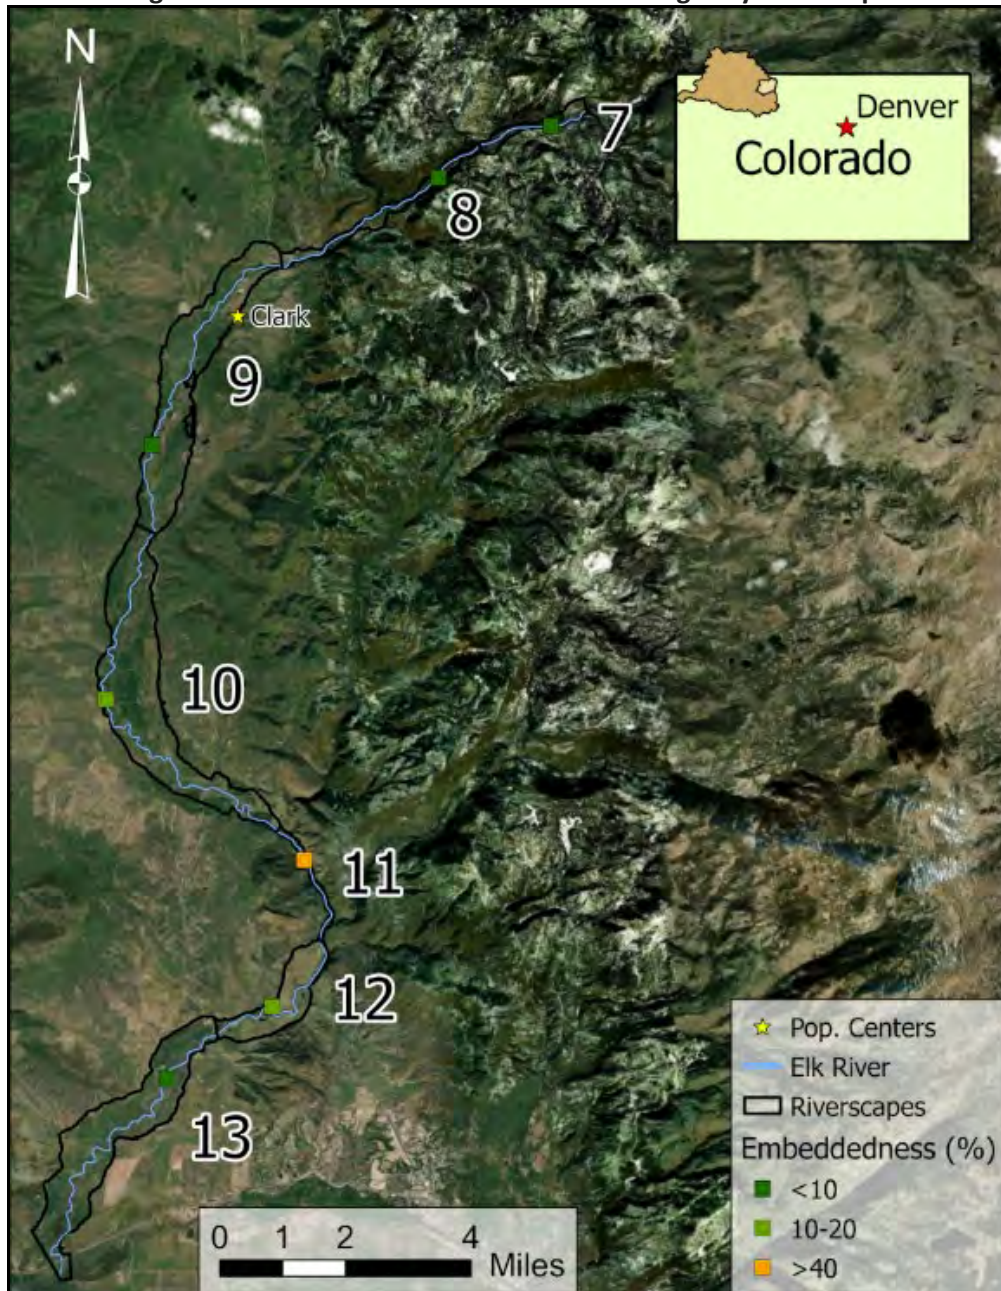 N
7
Denver
Colorado
8
Clark
9
10
11
12
13
Pop. Centers
Elk River
Riverscapes
Embeddedness (%)
<10
10-20
>40
0 1 2 4
Miles